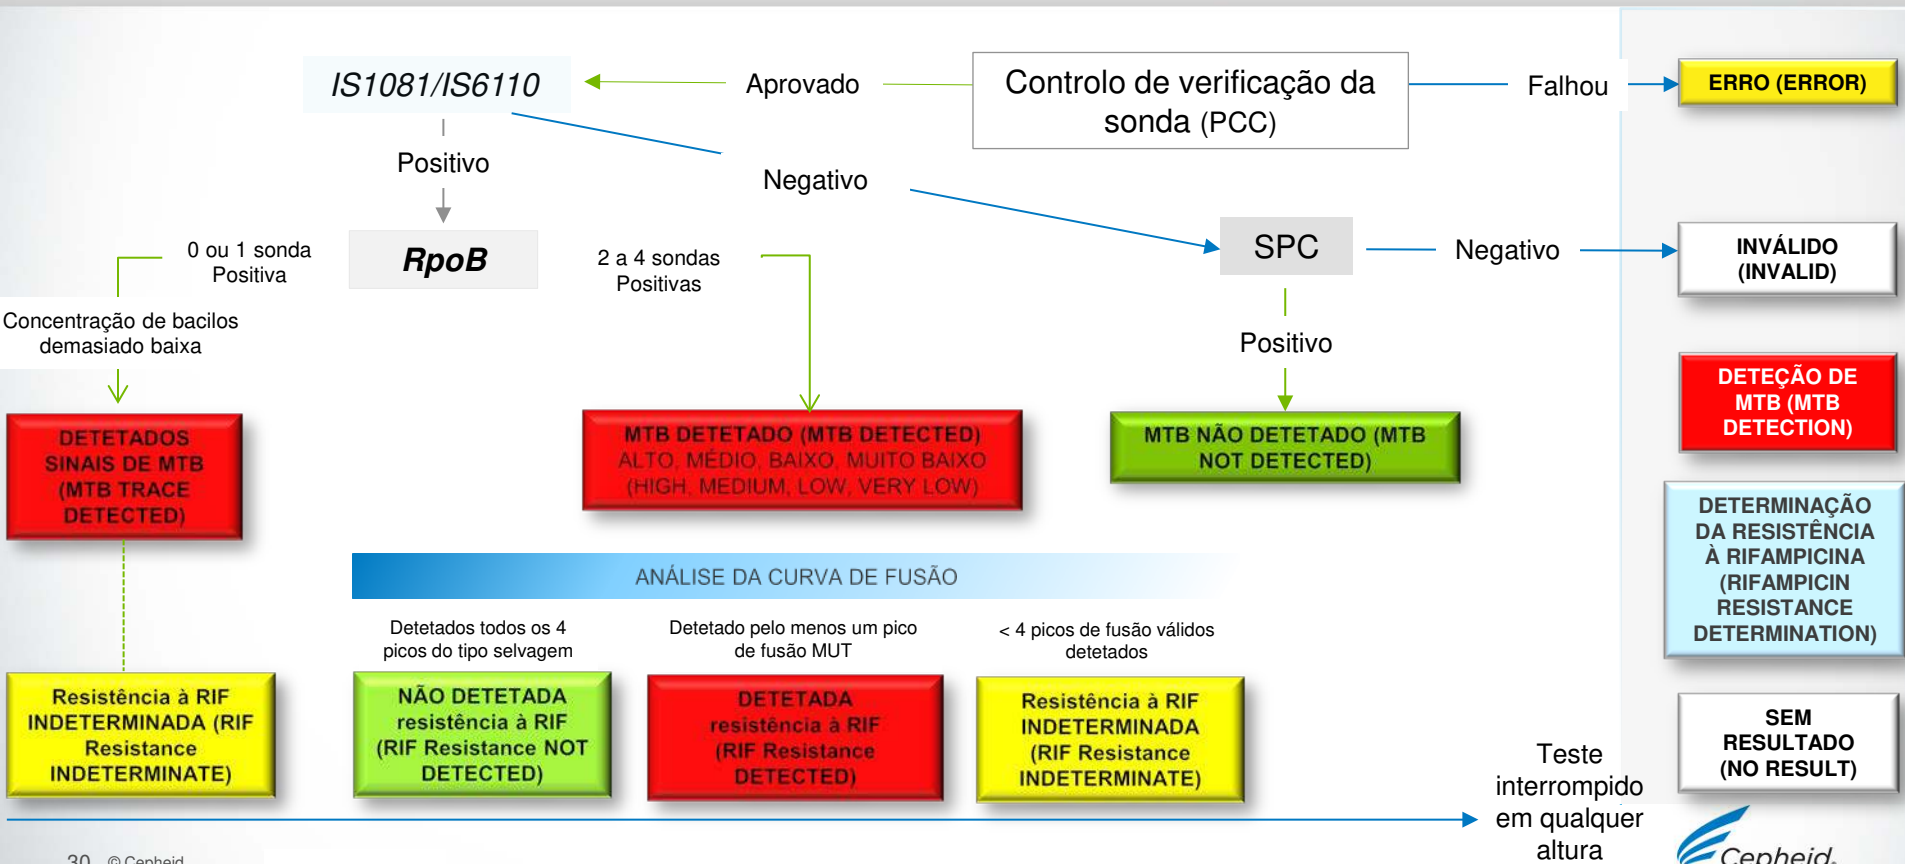 IS1081/IS6110
Aprovado
Controlo de verificação da
sonda (PCC)
Falhou
ERRO (ERROR)
Positivo
Negativo
RpoB
0 ou 1 sonda
Positiva
2 a 4 sondas
Positivas
SPC
Negativo
INVÁLIDO
(INVALID)
Concentração de bacilos
demasiado baixa
Positivo
DETETADOS
SINAIS DE MTB
(MTB TRACE
DETECTED)
MTB DETETADO (MTB DETECTED)
ALTO, MÉDIO, BAIXO, MUITO BAIXO
(HIGH, MEDIUM, LOW, VERY LOW)
MTB NÃO DETETADO (MTB
NOT DETECTED)
DETEÇÃO DE
MTB (MTB
DETECTION)
DETERMINAÇÃO
DA RESISTÊNCIA
À RIFAMPICINA
(RIFAMPICIN
RESISTANCE
DETERMINATION)
ANÁLISE DA CURVA DE FUSÃO
Detetados todos os 4
picos do tipo selvagem
Detetado pelo menos um pico
de fusão MUT
< 4 picos de fusão válidos
detetados
Resistência à RIF
INDETERMINADA (RIF
Resistance
INDETERMINATE)
NÃO DETETADA
resistência à RIF
(RIF Resistance NOT
DETECTED)
DETETADA
resistência à RIF
(RIF Resistance
DETECTED)
Resistência à RIF
INDETERMINADA
(RIF Resistance
INDETERMINATE)
SEM
RESULTADO
(NO RESULT)
Teste
interrompido
em qualquer
altura
30 © Cepheid
Cepheid.